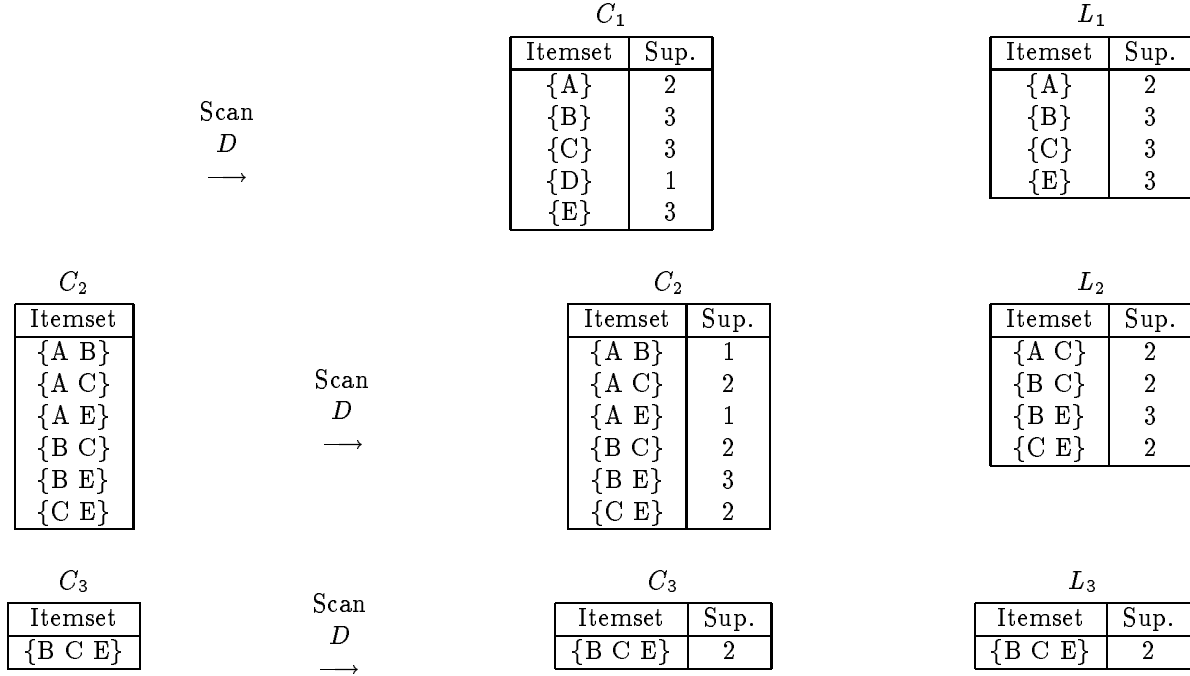 C₁ L₁
Itemset Sup. Itemset Sup.
{A} 2 {A} 2
Scan {B} 3 {B} 3
D {C} 3 {C} 3
⟶ {D} 1 {E} 3
{E} 3
C₂ C₂ L₂
Itemset Itemset Sup. Itemset Sup.
{A B} {A B} 1 {A C} 2
{A C} Scan {A C} 2 {B C} 2
{A E} D {A E} 1 {B E} 3
{B C} ⟶ {B C} 2 {C E} 2
{B E} {B E} 3
{C E} {C E} 2
C₃ C₃ L₃
Itemset Scan Itemset Sup. Itemset Sup.
{B C E} D {B C E} 2 {B C E} 2
⟶